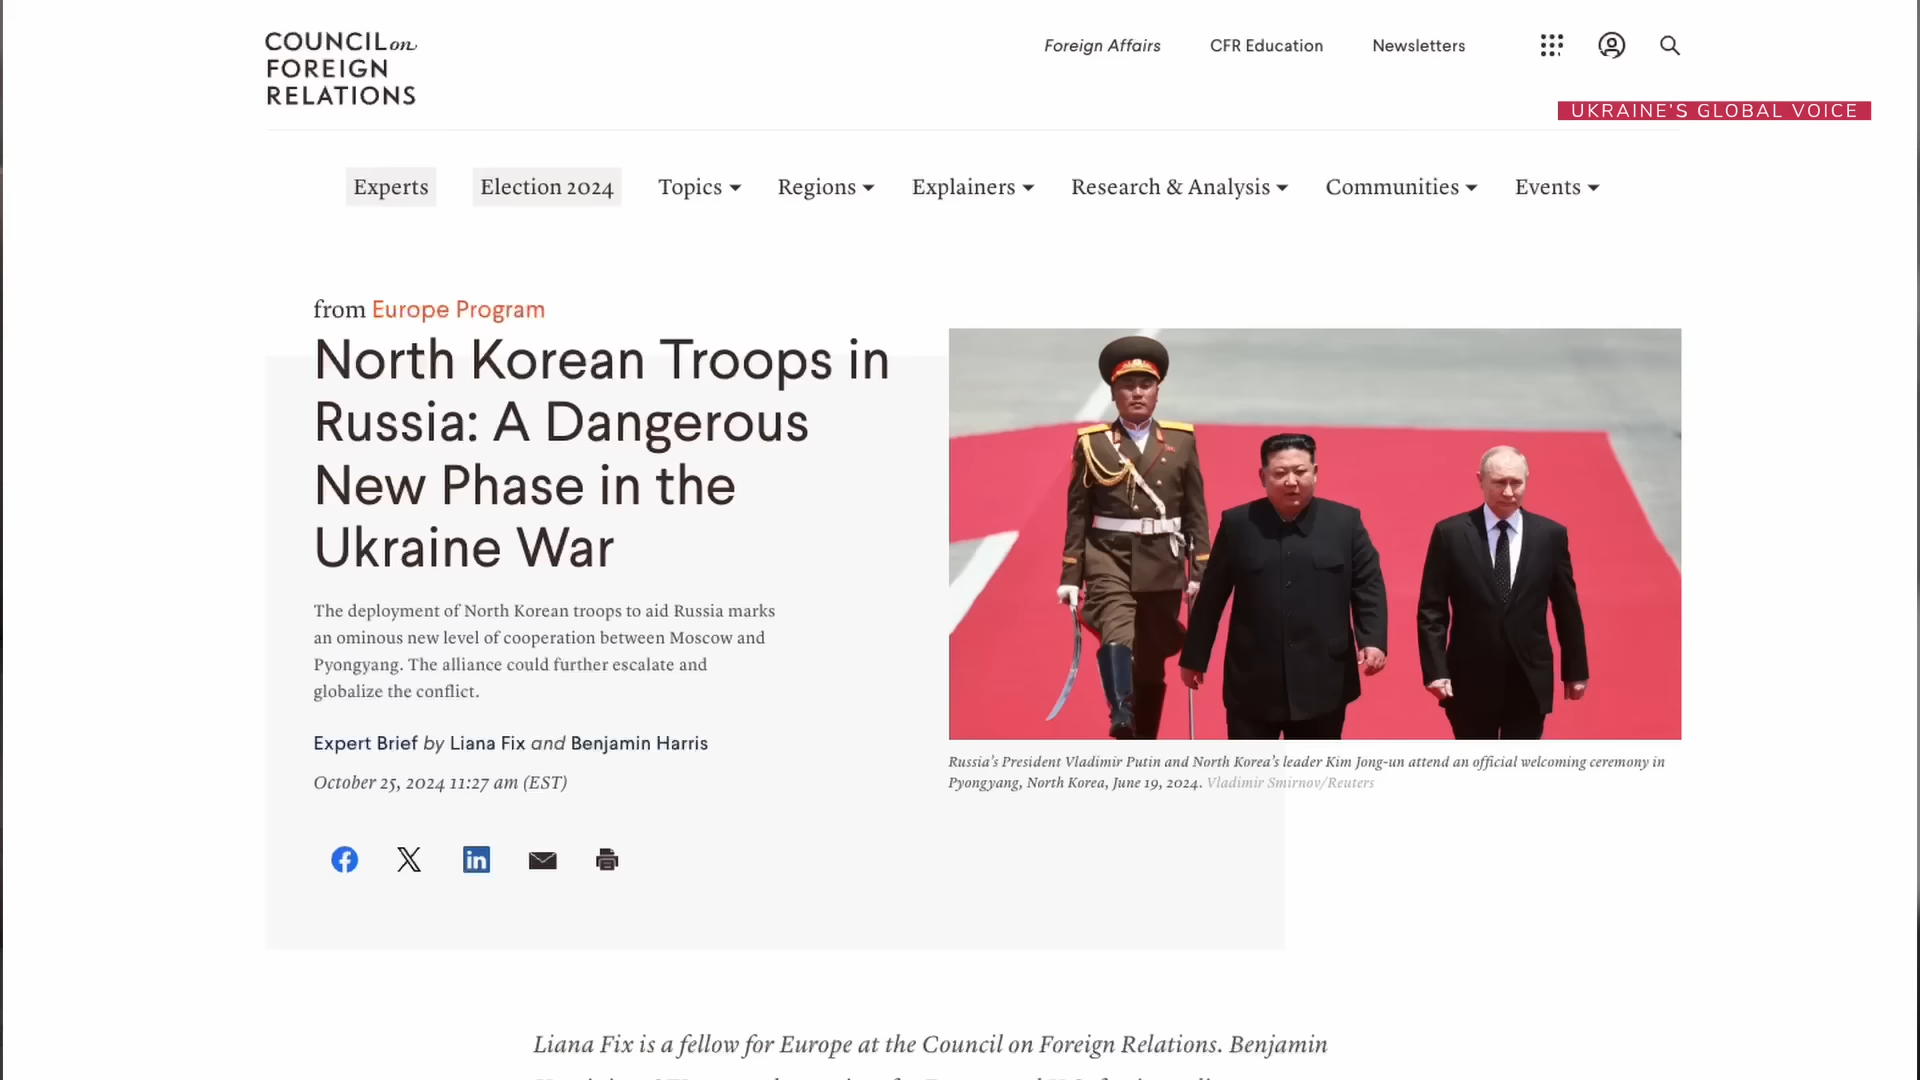 COUNCIL on
FOREIGN
RELATIONS
Foreign Affairs
CFR Education
Newsletters
UKRAINE'S GLOBAL VOICE
Experts
Election 2024
Topics
Regions
Explainers
Research & Analysis
Communities
Events
from Europe Program
North Korean Troops in
Russia: A Dangerous
New Phase in the
Ukraine War
The deployment of North Korean troops to aid Russia marks
an ominous new level of cooperation between Moscow and
Pyongyang. The alliance could further escalate and
globalize the conflict.
Expert Brief by Liana Fix and Benjamin Harris
October 25, 2024 11:27 am (EST)
Russia's President Vladimir Putin and North Korea's leader Kim Jong-un attend an official welcoming ceremony in
Pyongyang, North Korea, June 19, 2024. Vladimir Smirnov/Reuters
Liana Fix is a fellow for Europe at the Council on Foreign Relations. Benjamin